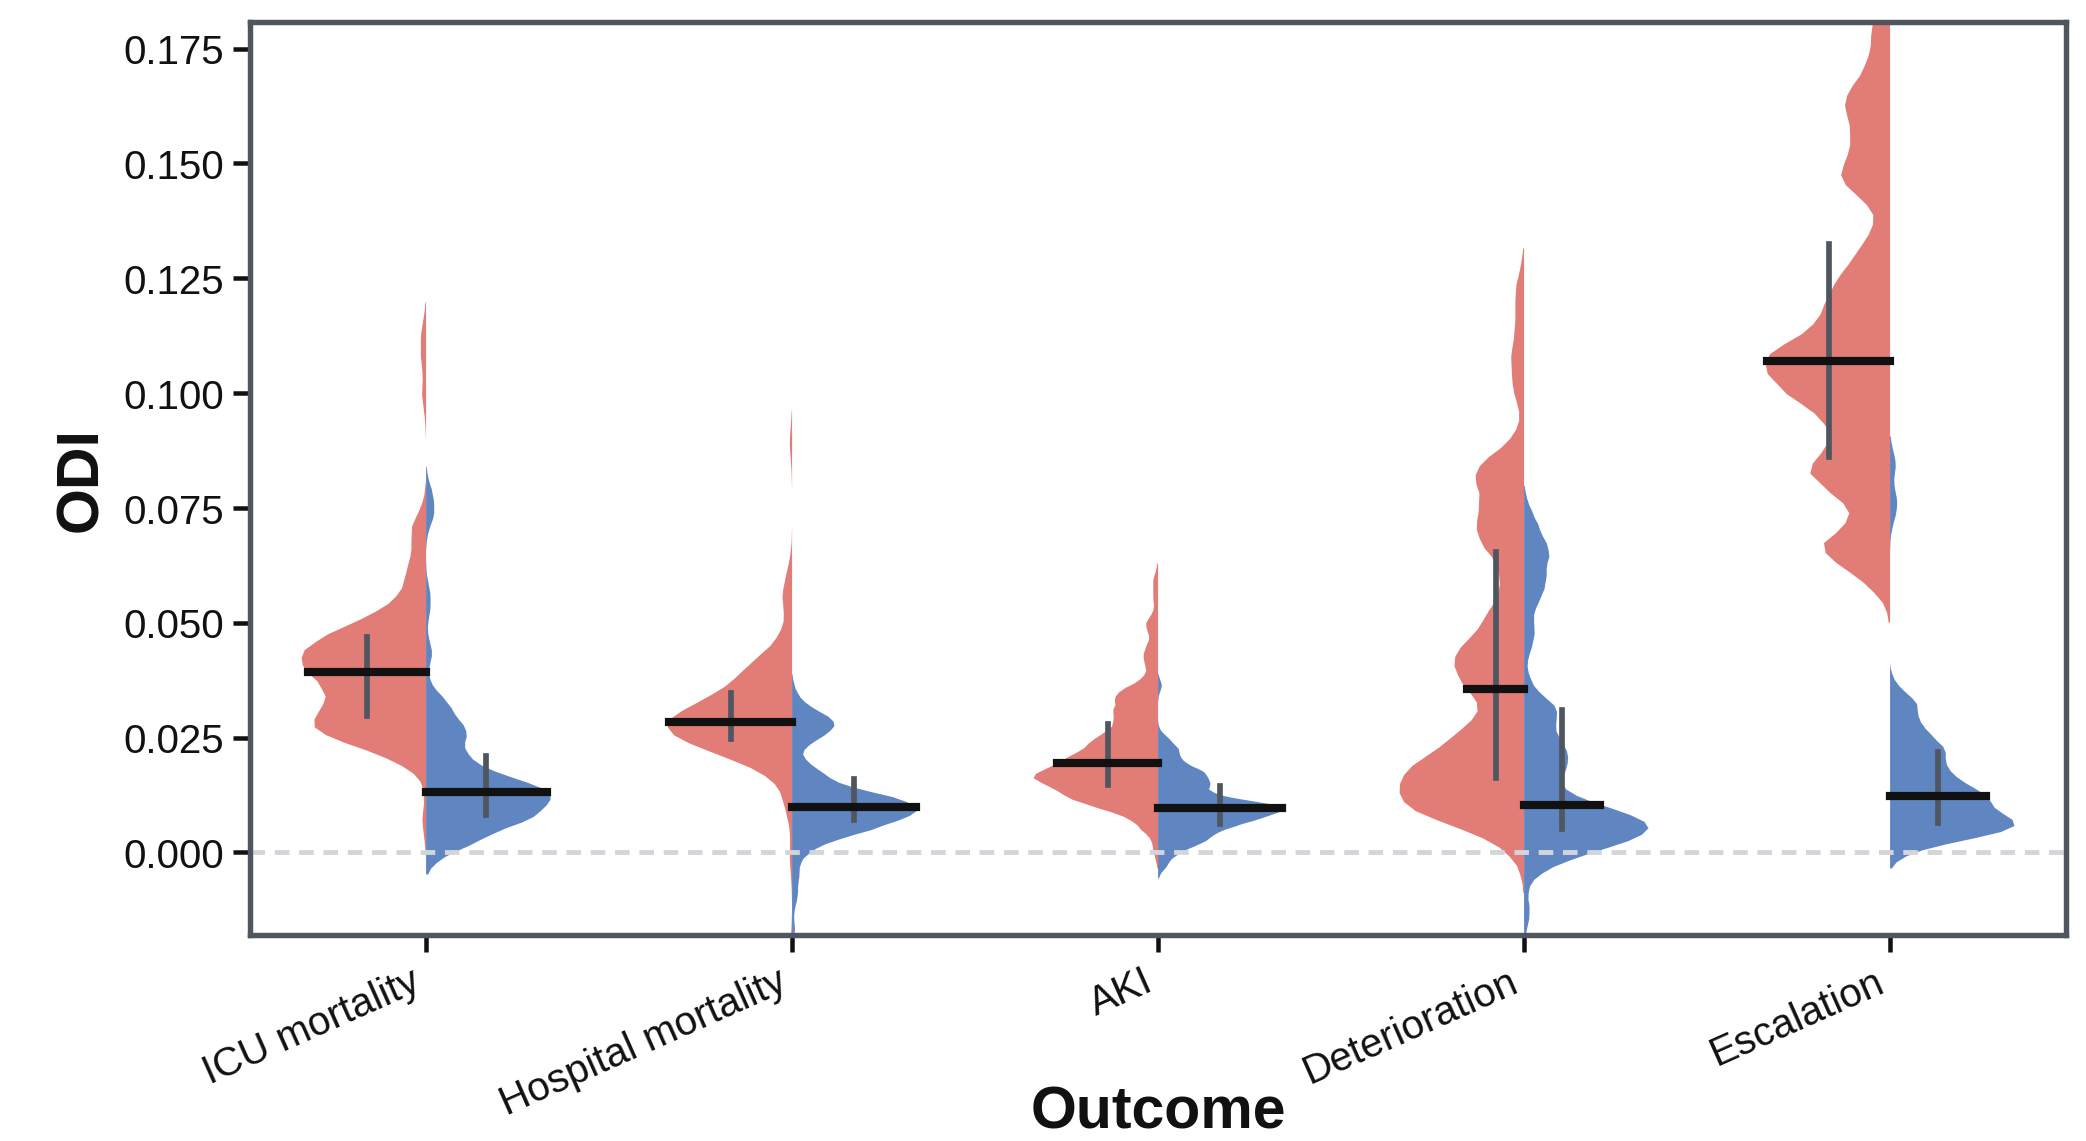 0.175
0.150
0.125
0.100
0.075
0.050
0.025
0.000
ODI
ICU mortality
Hospital mortality
AKI
Deterioration
Escalation
Outcome